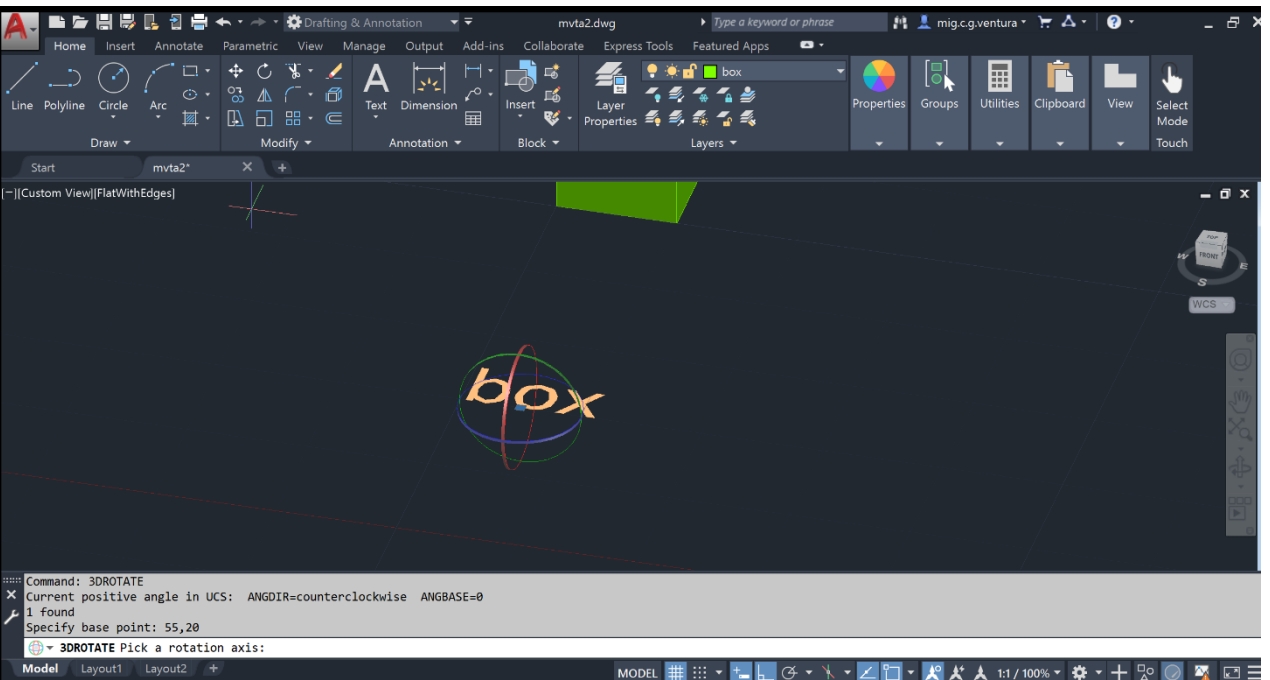 A Drafting & Annotation mvta2.dwg Type a keyword or phrase mig.c.g.ventura
Home Insert Annotate Parametric View Manage Output Add-ins Collaborate Express Tools Featured Apps
box
Line Polyline Circle Arc A Text Dimension Insert Layer Properties Properties Groups Utilities Clipboard View Select Mode
Draw Modify Annotation Block Layers Touch
Start mvta2* +
[−][Custom View][FlatWithEdges]
TOP
FRONT
W E
S
WCS
box
Command: 3DROTATE
Current positive angle in UCS: ANGDIR=counterclockwise ANGBASE=0
1 found
Specify base point: 55,20
3DROTATE Pick a rotation axis:
Model Layout1 Layout2 + MODEL 1:1 / 100%